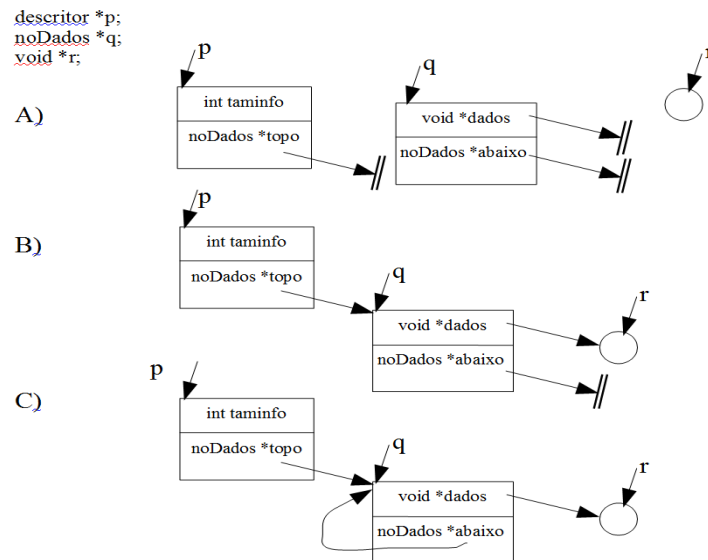 descritor *p;
noDados *q;
void *r;
p
q
r
A)
int taminfo
noDados *topo
void *dados
noDados *abaixo
p
B)
int taminfo
noDados *topo
q
r
void *dados
noDados *abaixo
p
C)
int taminfo
noDados *topo
q
r
void *dados
noDados *abaixo